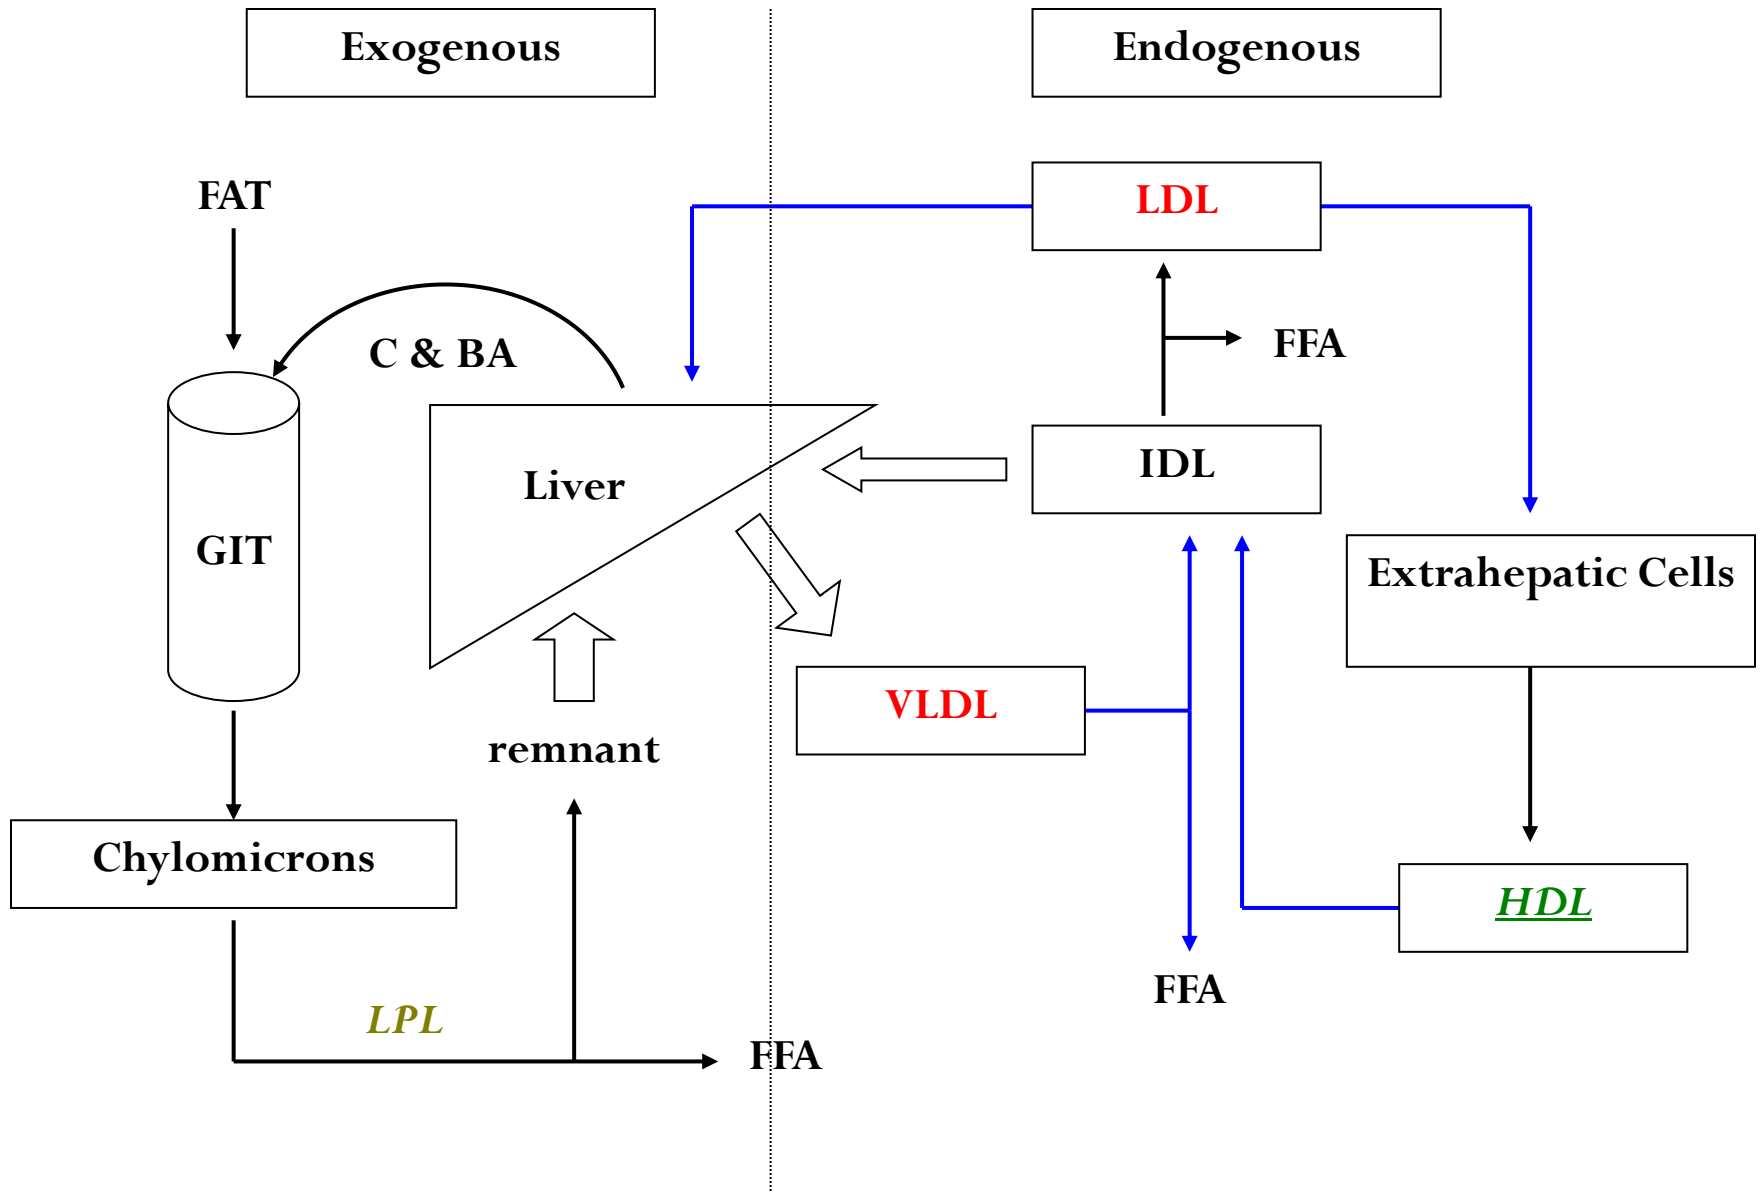 Exogenous
Endogenous
FAT
LDL
C & BA
FFA
Liver
IDL
GIT
Extrahepatic Cells
VLDL
remnant
Chylomicrons
HDL
LPL
FFA
FFA